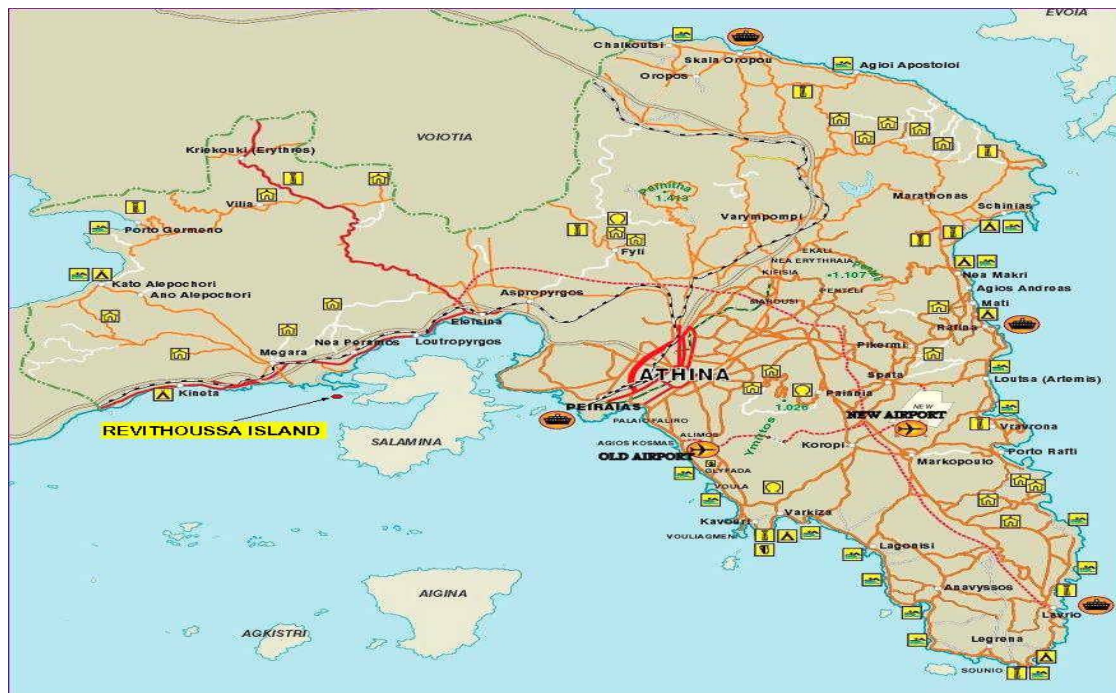 EVOIA
Chalkoutsi
Skala Oropou
Oropos
Agioi Apostoloi
VOIOTIA
Kriekouki (Erythres)
Vilia
Porto Germeno
Parnitha
1.413
Varympompi
Marathonas
Schinias
Fyli
EKALI
NEA ERYTHRAIA
KIFISIA
Penteli
1.107
PENTELI
Nea Makri
Agios Andreas
Mati
Kato Alepochori
Ano Alepochori
Aspropyrgos
MAROUSI
Rafina
Elefsina
Nea Peramos
Loutropyrgos
Megara
Pikermi
Spata
Loutsa (Artemis)
ATHINA
Kineta
PEIRAIAS
Paiania
1.026
NEW
NEW AIRPORT
Vravrona
REVITHOUSSA ISLAND
SALAMINA
PALAIO FALIRO
ALIMOS
AGIOS KOSMAS
Ymittos
Koropi
Porto Rafti
OLD AIRPORT
GLYFADA
Markopoulo
VOULA
Kavouri
Varkiza
VOULIAGMENI
Lagonisi
AIGINA
Anavyssos
Lavrio
AGKISTRI
Legrena
SOUNIO